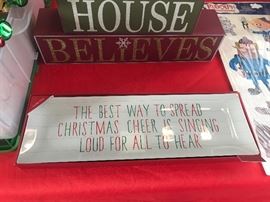 HOUSE
BELIEVES
THE BEST WAY TO SPREAD
CHRISTMAS CHEER IS SINGING
LOUD FOR ALL TO HEAR